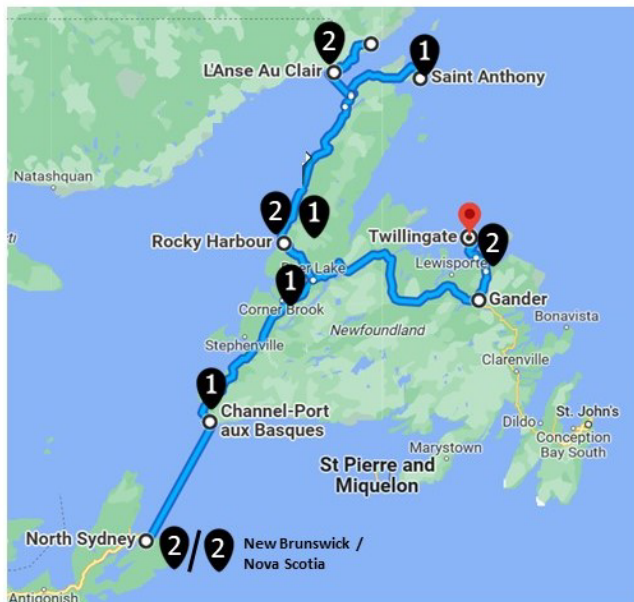 2
1
L'Anse Au Clair
Saint Anthony
Natashquan
2
1
Rocky Harbour
Twillingate
2
Lewisporte
Deer Lake
1
Gander
Corner Brook
Newfoundland
Bonavista
Stephenville
Clarenville
1
Channel-Port
aux Basques
Dildo
St. John's
Conception
Bay South
Marystown
St Pierre and
Miquelon
North Sydney
2/2
New Brunswick /
Nova Scotia
Antigonish